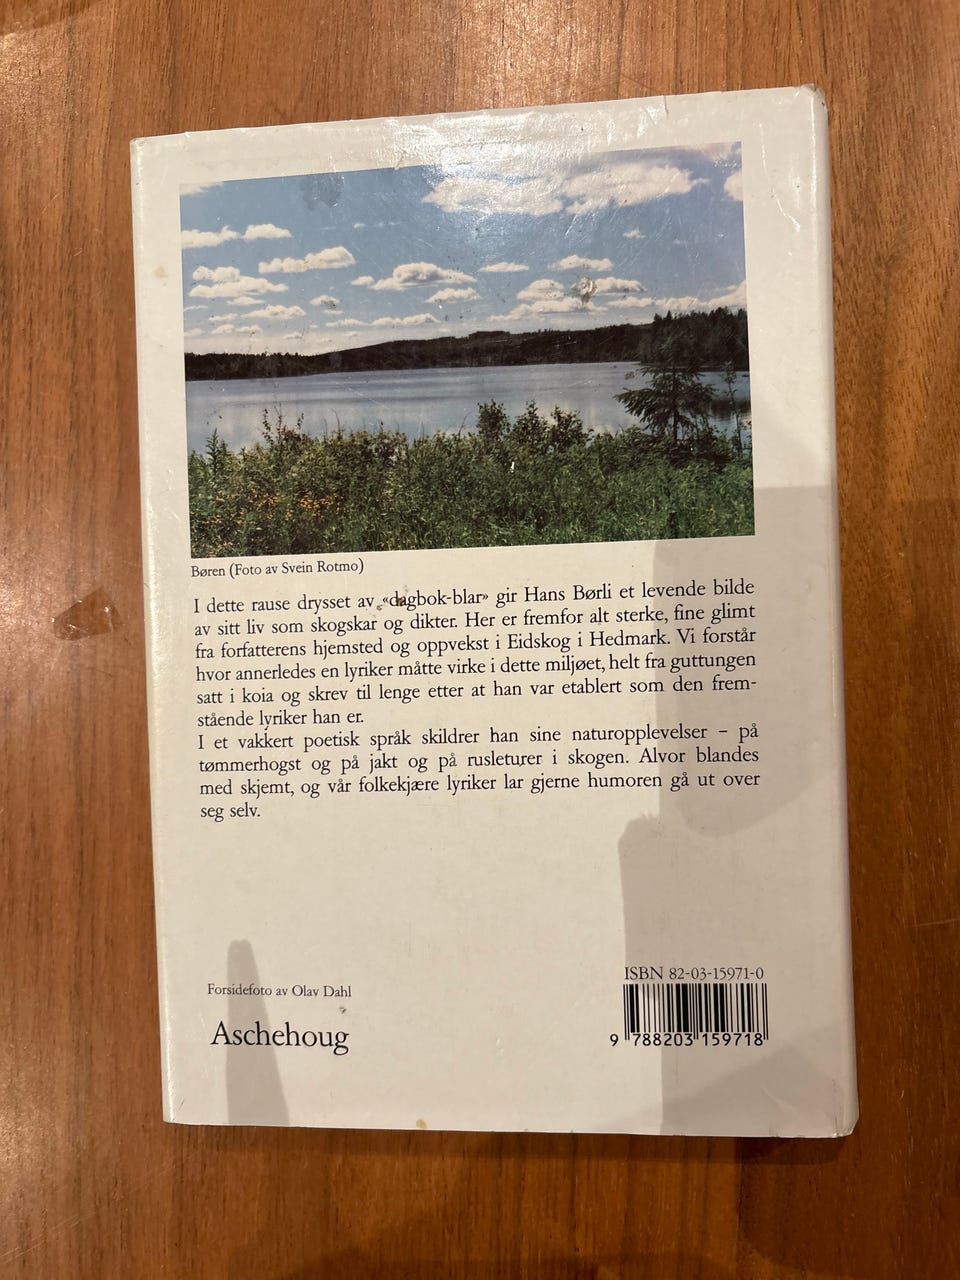 Børen (Foto av Svein Rotmo)
I dette rause drysset av «dagbok-blar» gir Hans Børli et levende bilde
av sitt liv som skogskar og dikter. Her er fremfor alt sterke, fine glimt
fra forfatterens hjemsted og oppvekst i Eidskog i Hedmark. Vi forstår
hvor annerledes en lyriker måtte virke i dette miljøet, helt fra guttungen
satt i koia og skrev til lenge etter at han var etablert som den frem-
stående lyriker han er.
I et vakkert poetisk språk skildrer han sine naturopplevelser – på
tømmerhogst og på jakt og på rusleturer i skogen. Alvor blandes
med skjemt, og vår folkekjære lyriker lar gjerne humoren gå ut over
seg selv.
Forsidefoto av Olav Dahl
Aschehoug
ISBN 82-03-15971-0
9 788203 159718